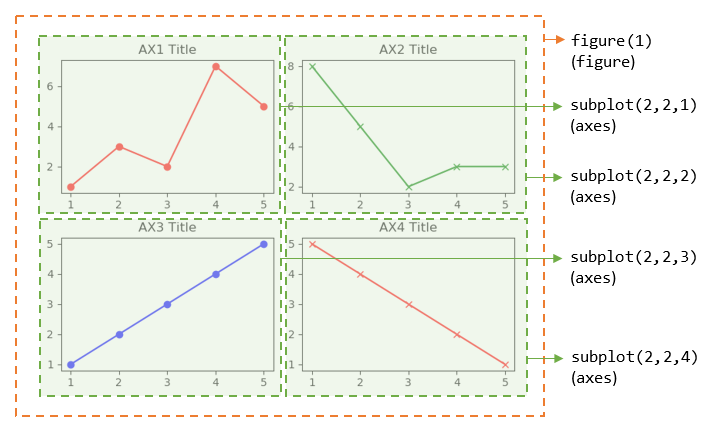 AX1 Title
6
4
2
1 2 3 4 5
AX2 Title
8
6
4
2
1 2 3 4 5
AX3 Title
5
4
3
2
1
1 2 3 4 5
AX4 Title
5
4
3
2
1
1 2 3 4 5
figure(1)
(figure)
subplot(2,2,1)
(axes)
subplot(2,2,2)
(axes)
subplot(2,2,3)
(axes)
subplot(2,2,4)
(axes)